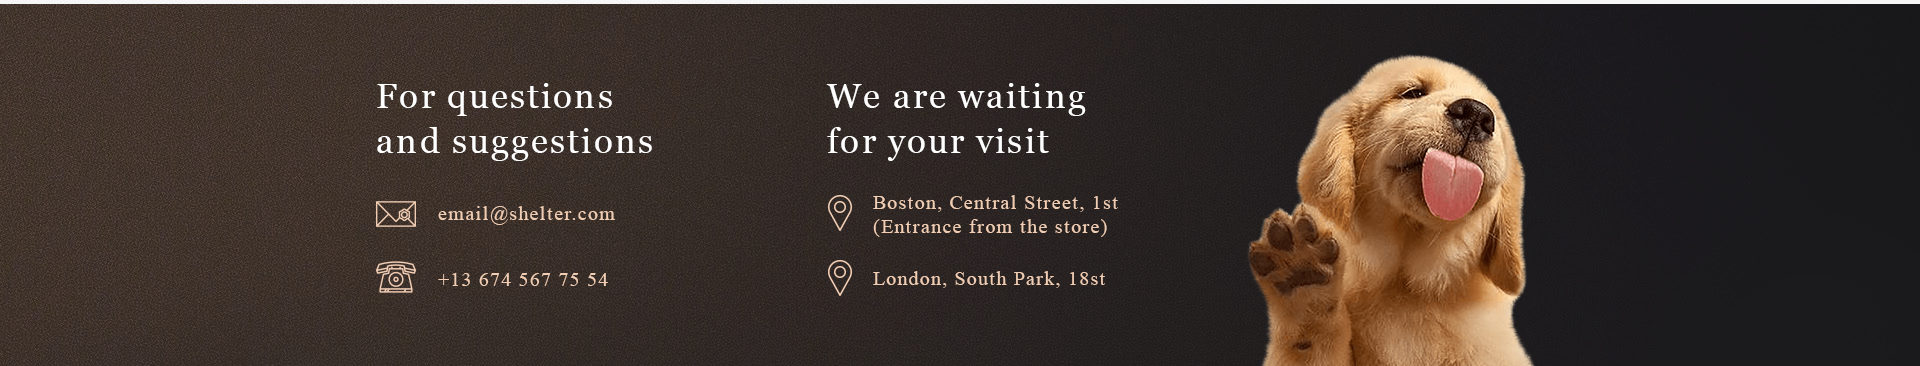 For questions
and suggestions
email@shelter.com
+13 674 567 75 54
We are waiting
for your visit
Boston, Central Street, 1st
(Entrance from the store)
London, South Park, 18st